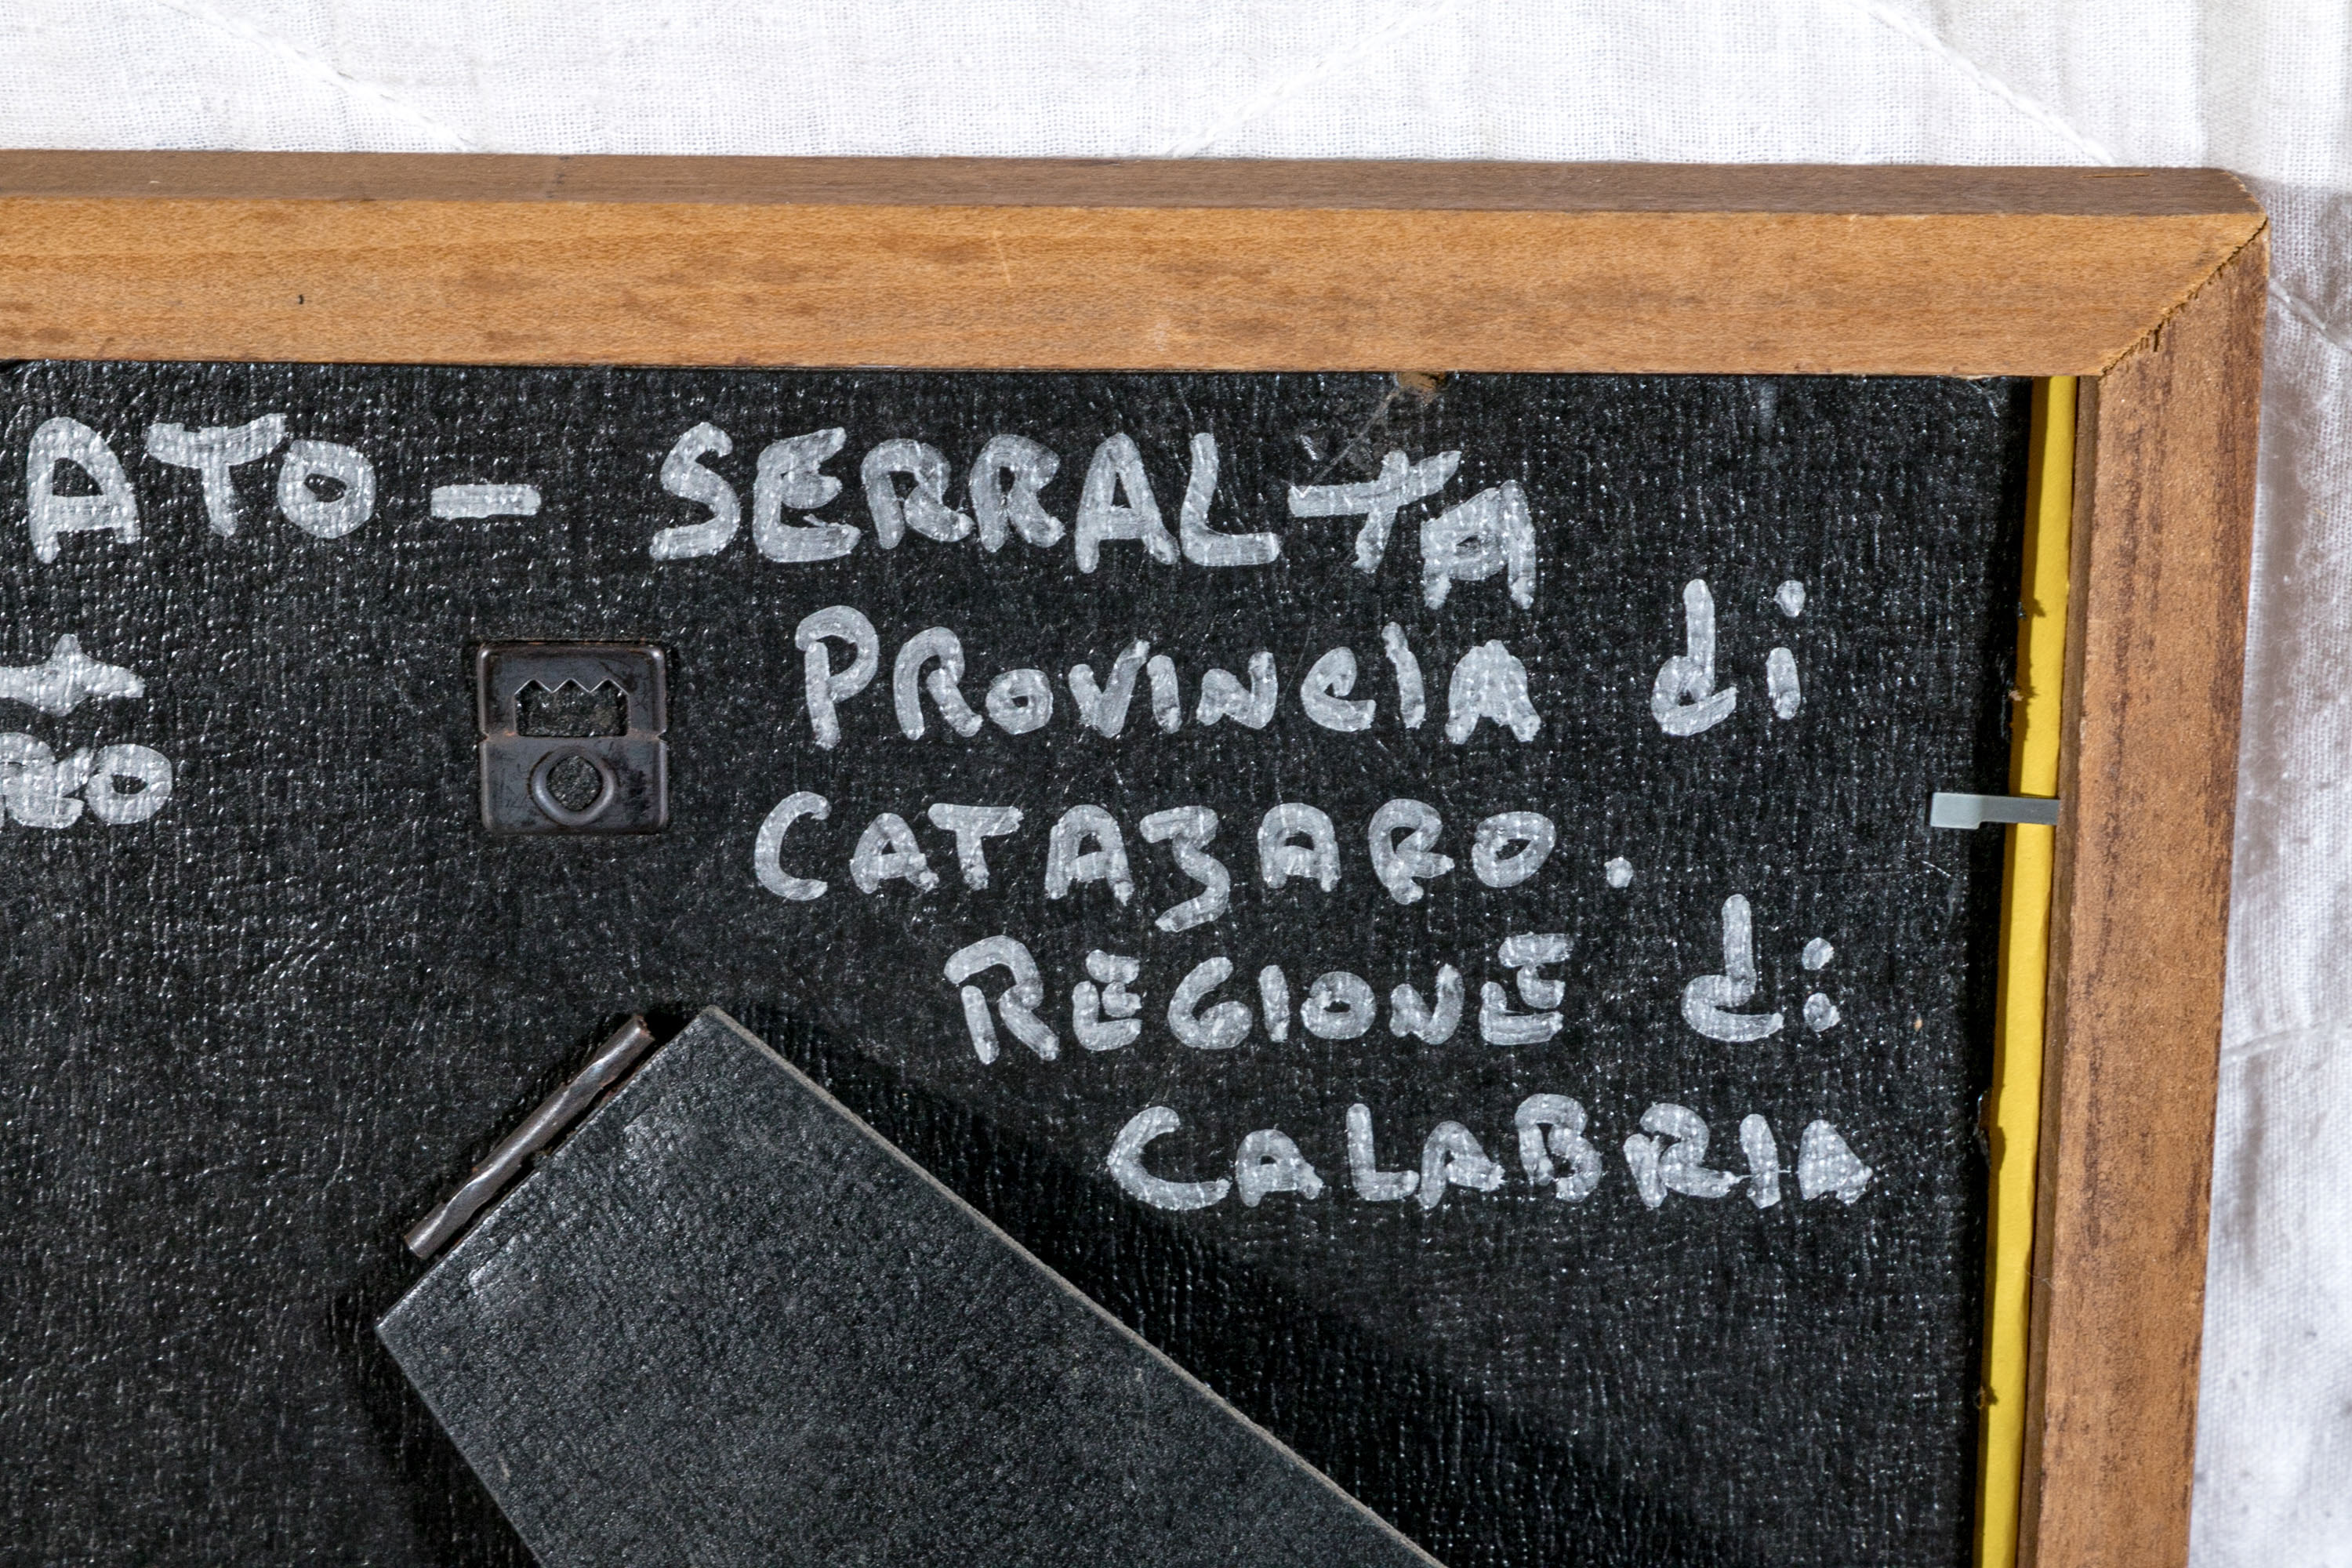 ATO - SERRALTA
PROVINCIA di
CATAZARO.
REGIONE di
CALABRIA